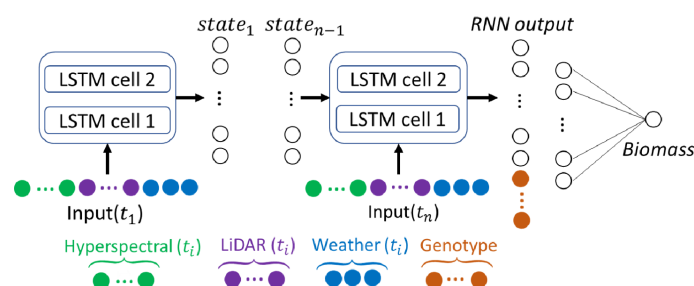 state₁ stateₙ₋₁ RNN output
LSTM cell 2
LSTM cell 1
...
LSTM cell 2
LSTM cell 1
...
Biomass
Input(t₁)
Input(tₙ)
Hyperspectral (tᵢ) LiDAR (tᵢ) Weather (tᵢ) Genotype